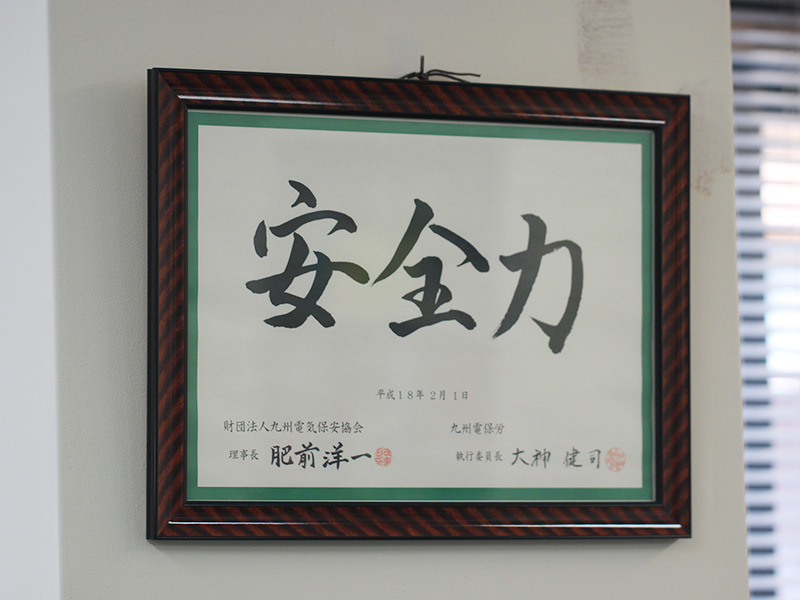 安全力
平成18年2月1日
財団法人九州電気保安協会
理事長 肥前洋一
九州電保労
執行委員長 大神健司